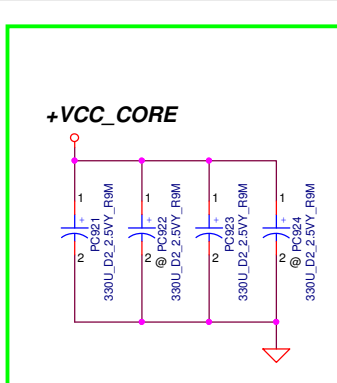 +VCC_CORE
1
+
2
PC921
330U_D2_2.5VY_R9M
1
+
2
@
PC922
330U_D2_2.5VY_R9M
1
+
2
PC923
330U_D2_2.5VY_R9M
1
+
2
@
PC924
330U_D2_2.5VY_R9M